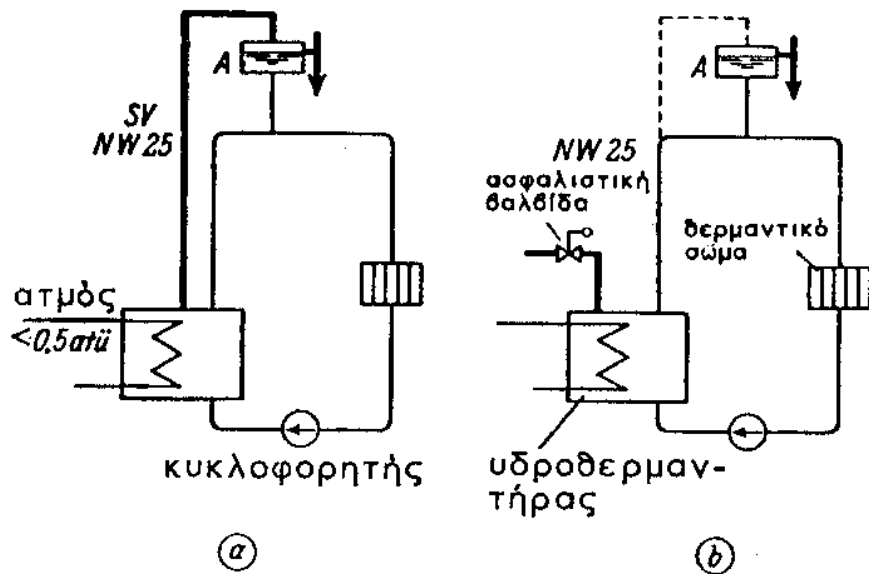 A
SV
NW 25
ατμός
<0,5 atü
κυκλοφορητής
a
A
NW 25
ασφαλιστική
βαλβίδα
θερμαντικό
σώμα
υδροθερμαν-
τήρας
b